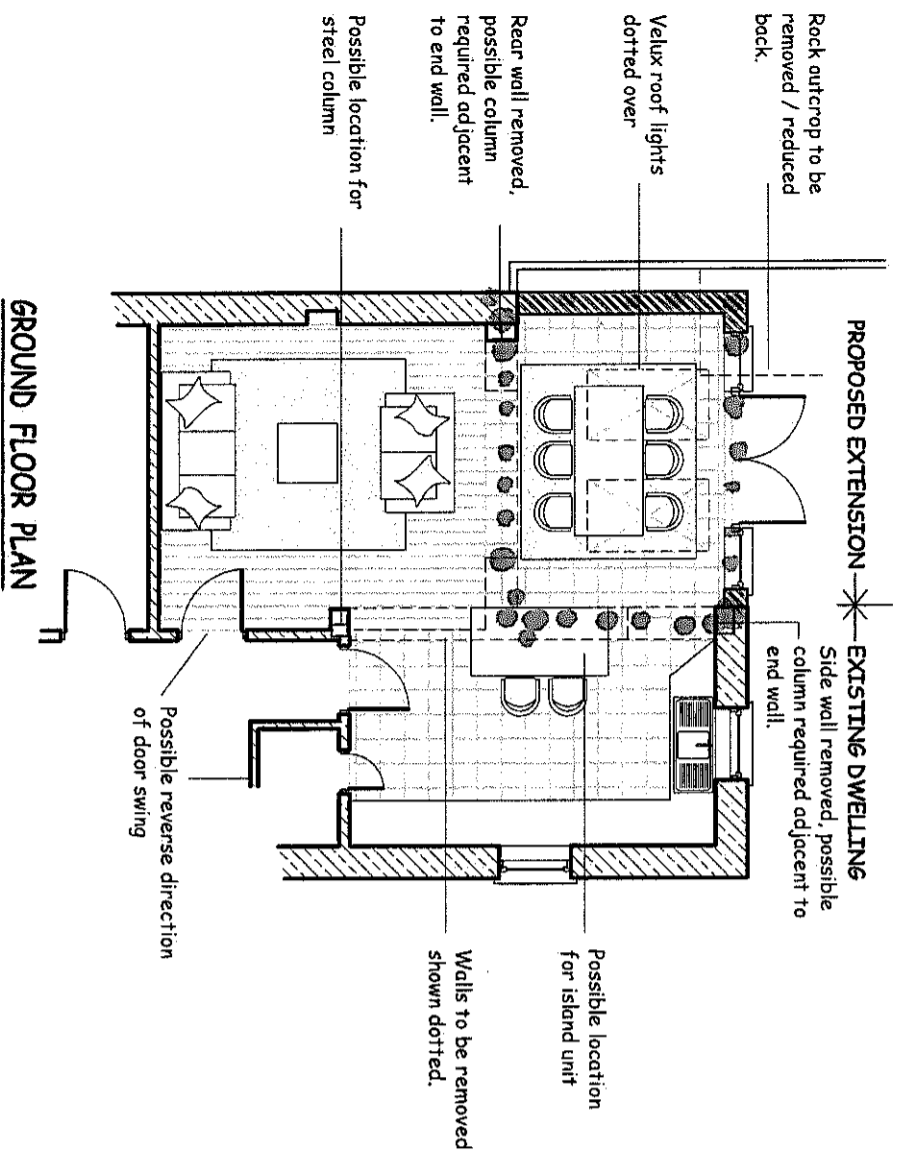 Rock outcrop to be
removed / reduced
back.
Velux roof lights
dotted over
Rear wall removed,
possible column
required adjacent
to end wall.
Possible location for
steel column
PROPOSED EXTENSION
EXISTING DWELLING
Side wall removed, possible
column required adjacent to
end wall.
Possible location
for island unit
Walls to be removed
shown dotted.
Possible reverse direction
of door swing
GROUND FLOOR PLAN